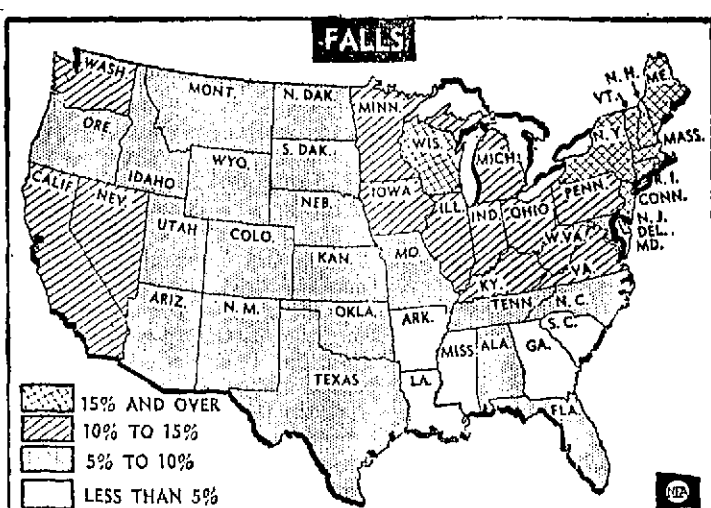 FALLS
WASH.
MONT.
N. DAK.
MINN.
N. H.
VT.
ME.
ORE.
IDAHO
WYO.
S. DAK.
WIS.
MICH.
N.Y.
MASS.
R. I.
CONN.
CALIF.
NEV.
NEB.
IOWA
ILL.
IND.
OHIO
PENN.
N. J.
DEL.
MD.
UTAH
COLO.
KAN.
MO.
W.VA.
KY.
VA.
ARIZ.
N. M.
OKLA.
ARK.
TENN.
N. C.
S. C.
TEXAS
LA.
MISS.
ALA.
GA.
FLA.
15% AND OVER
10% TO 15%
5% TO 10%
LESS THAN 5%
NEA